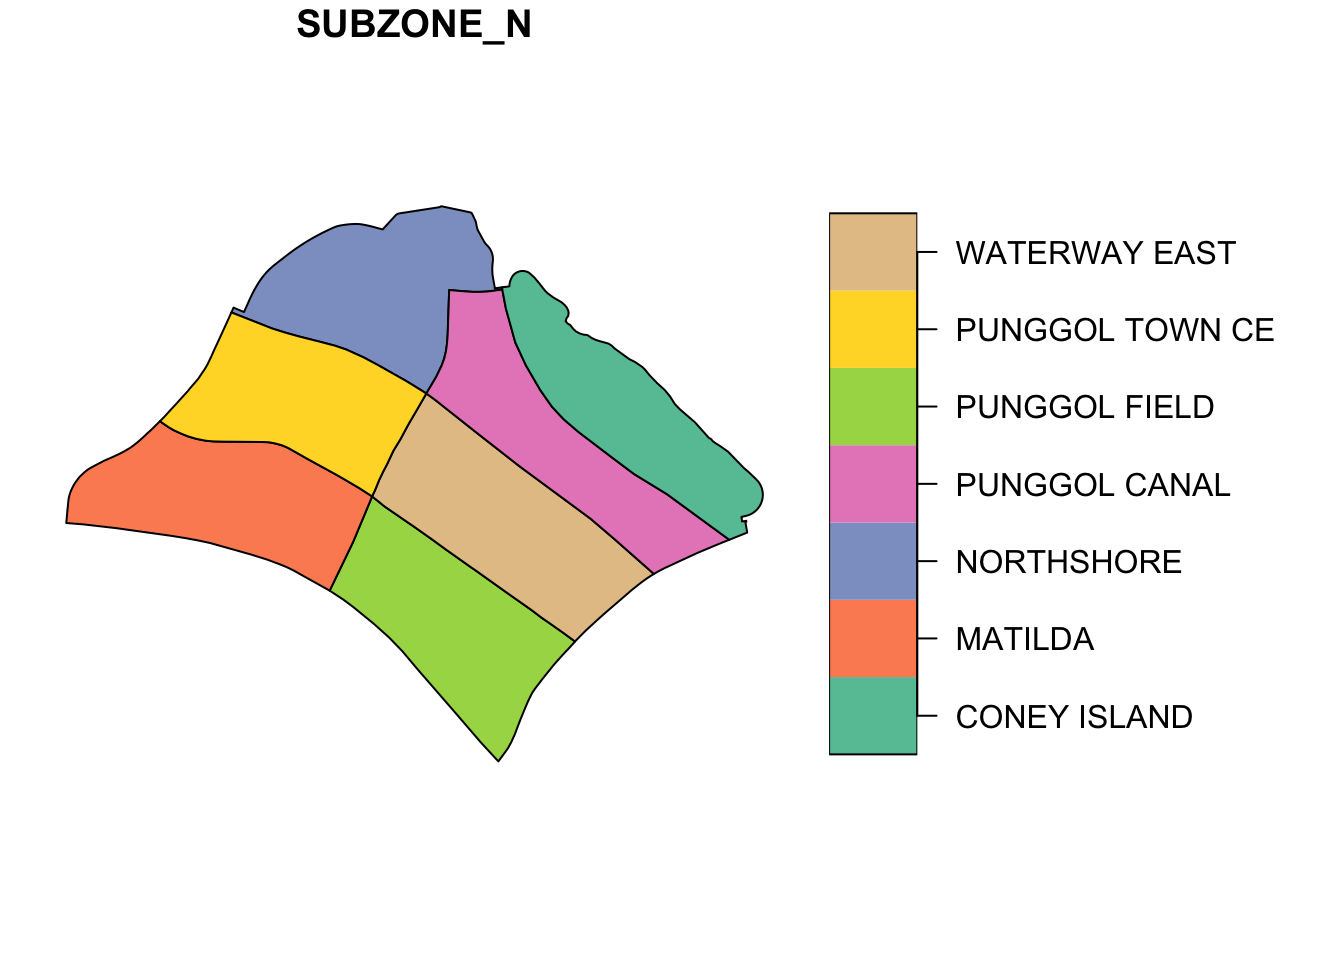 SUBZONE_N
WATERWAY EAST
PUNGGOL TOWN CE
PUNGGOL FIELD
PUNGGOL CANAL
NORTHSHORE
MATILDA
CONEY ISLAND